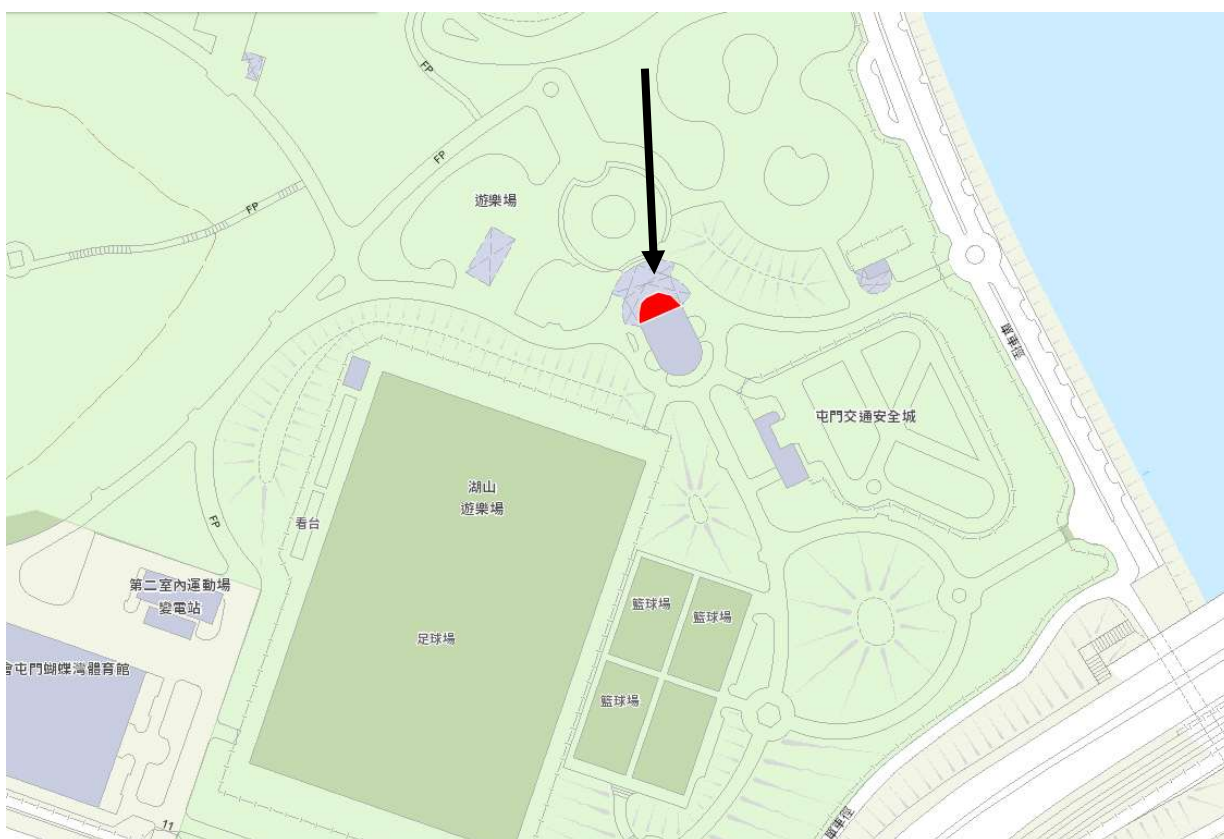 FP
FP
FP
遊樂場
單車徑
屯門交通安全城
湖山
遊樂場
看台
FP
第二室內運動場
變電站
籃球場
籃球場
足球場
會屯門蝴蝶灣體育館
籃球場
11
單車徑